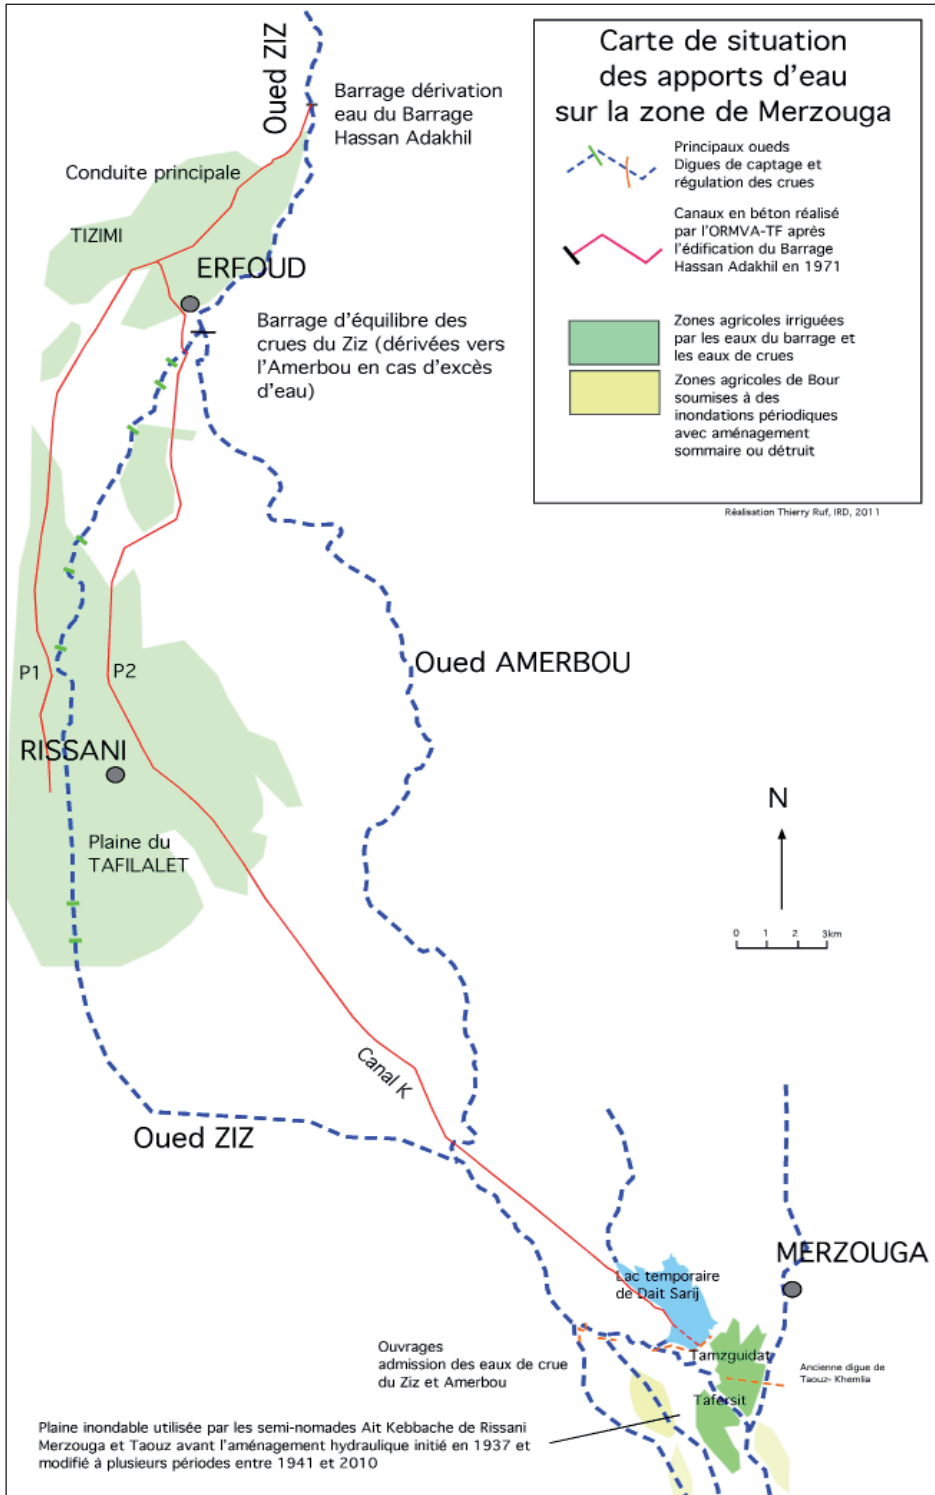 Carte de situation
des apports d'eau
sur la zone de Merzouga
Principaux oueds
Digues de captage et
régulation des crues
Canaux en béton réalisé
par l'ORMVA-TF après
l'édification du Barrage
Hassan Adakhil en 1971
Zones agricoles irriguées
par les eaux du barrage et
les eaux de crues
Zones agricoles de Bour
soumises à des
inondations périodiques
avec aménagement
sommaire ou détruit
Réalisation Thierry Ruf, IRD, 2011
Oued ZIZ
Barrage dérivation
eau du Barrage
Hassan Adakhil
Conduite principale
TIZIMI
ERFOUD
Barrage d'équilibre des
crues du Ziz (dérivées vers
l'Amerbou en cas d'excès
d'eau)
Oued AMERBOU
P1
P2
RISSANI
Plaine du
TAFILALET
N
0 1 2 3km
Canal K
Oued ZIZ
MERZOUGA
Lac temporaire
de Dait Sarij
Ouvrages
admission des eaux de crue
du Ziz et Amerbou
Tamzguidat
Ancienne digue de
Taouz- Khemlia
Tafersit
Plaine inondable utilisée par les semi-nomades Ait Kebbache de Rissani
Merzouga et Taouz avant l'aménagement hydraulique initié en 1937 et
modifié à plusieurs périodes entre 1941 et 2010